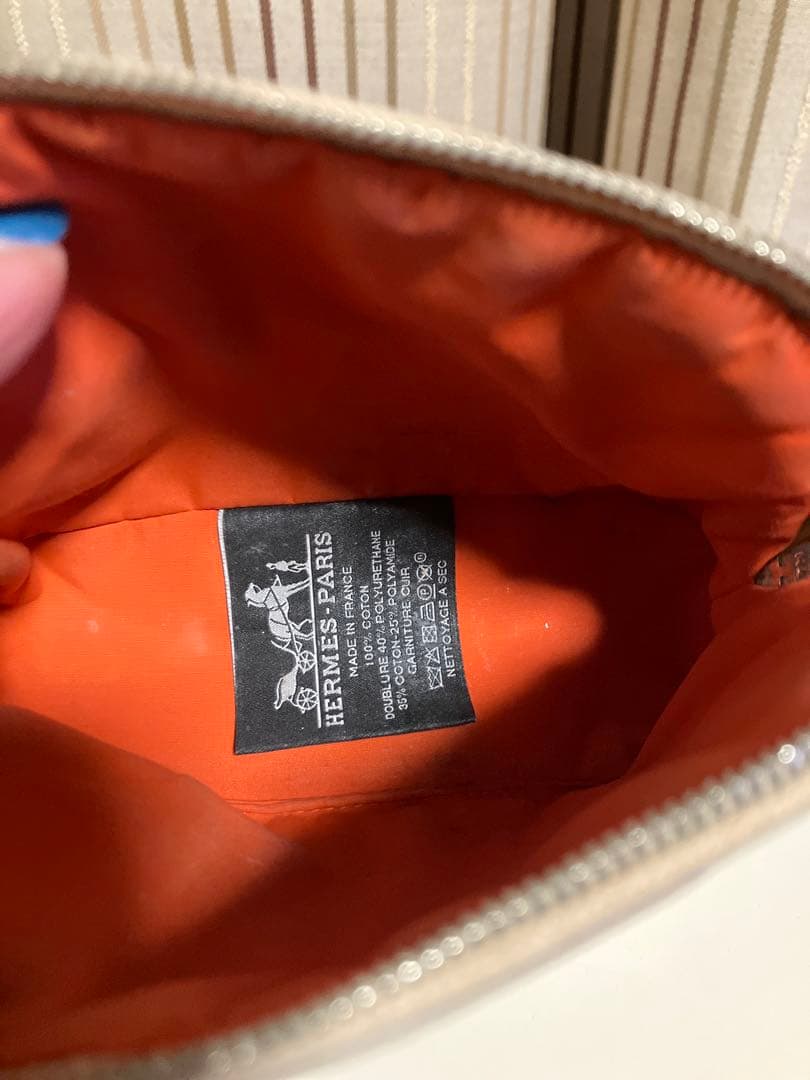 HERMES-PARIS
MADE IN FRANCE
100% COTON
DOUBLURE 40% POLYURETHANE
35% COTON-25% POLYAMIDE
GARNITURE CUIR
NETTOYAGE A SEC